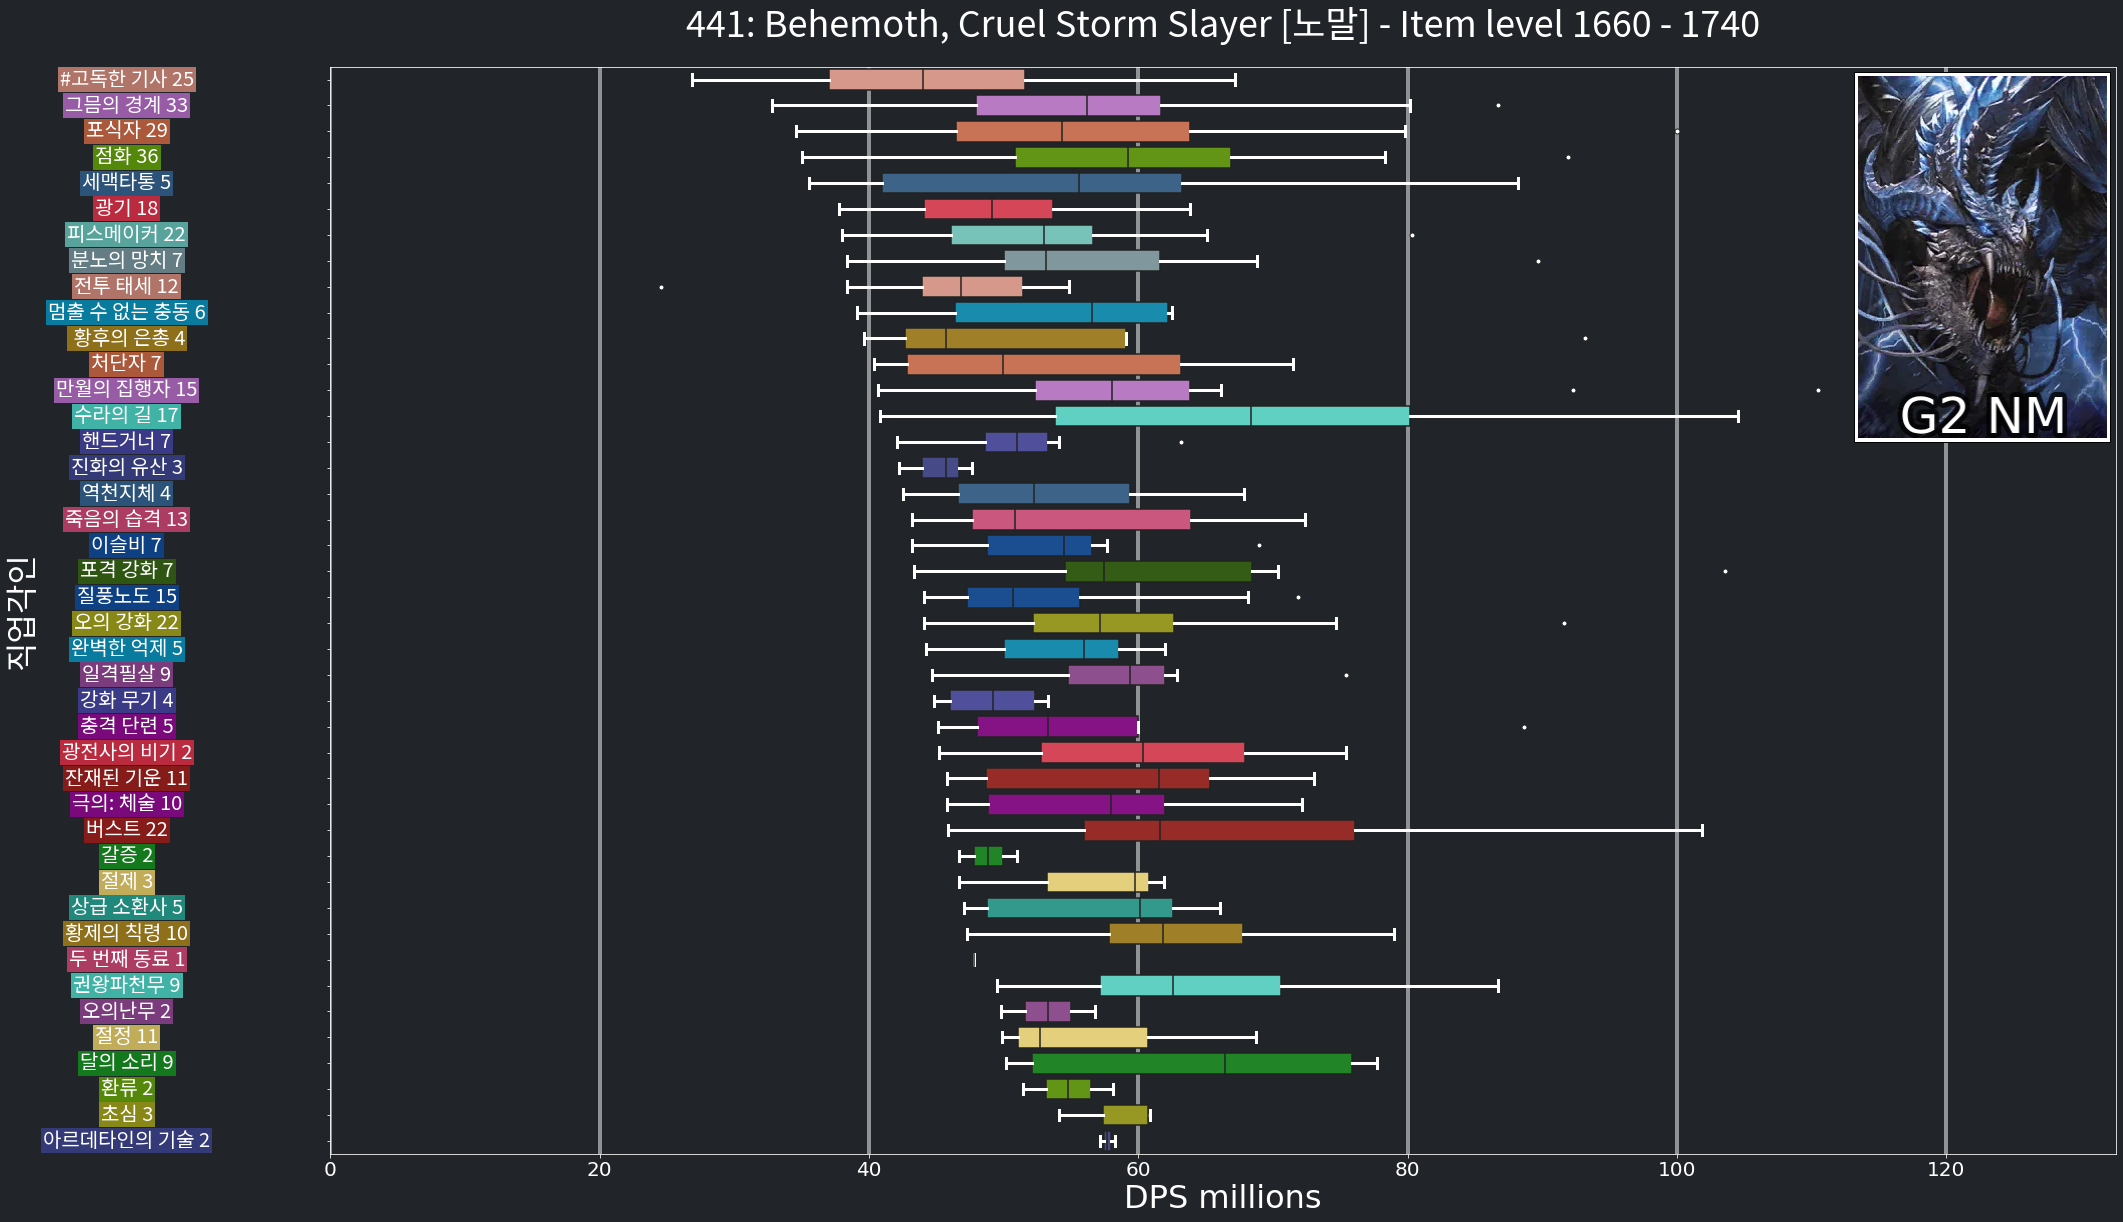 441: Behemoth, Cruel Storm Slayer [노말] - Item level 1660 - 1740
#고독한 기사 25
그믐의 경계 33
포식자 29
점화 36
세맥타통 5
광기 18
피스메이커 22
분노의 망치 7
전투 태세 12
멈출 수 없는 충동 6
황후의 은총 4
처단자 7
만월의 집행자 15
수라의 길 17
핸드거너 7
진화의 유산 3
역천지체 4
죽음의 습격 13
이슬비 7
포격 강화 7
질풍노도 15
오의 강화 22
완벽한 억제 5
일격필살 9
강화 무기 4
충격 단련 5
광전사의 비기 2
잔재된 기운 11
극의: 체술 10
버스트 22
갈증 2
절제 3
상급 소환사 5
황제의 칙령 10
두 번째 동료 1
권왕파천무 9
오의난무 2
절정 11
달의 소리 9
환류 2
초심 3
아르데타인의 기술 2
직업각인
G2 NM
0 20 40 60 80 100 120
DPS millions